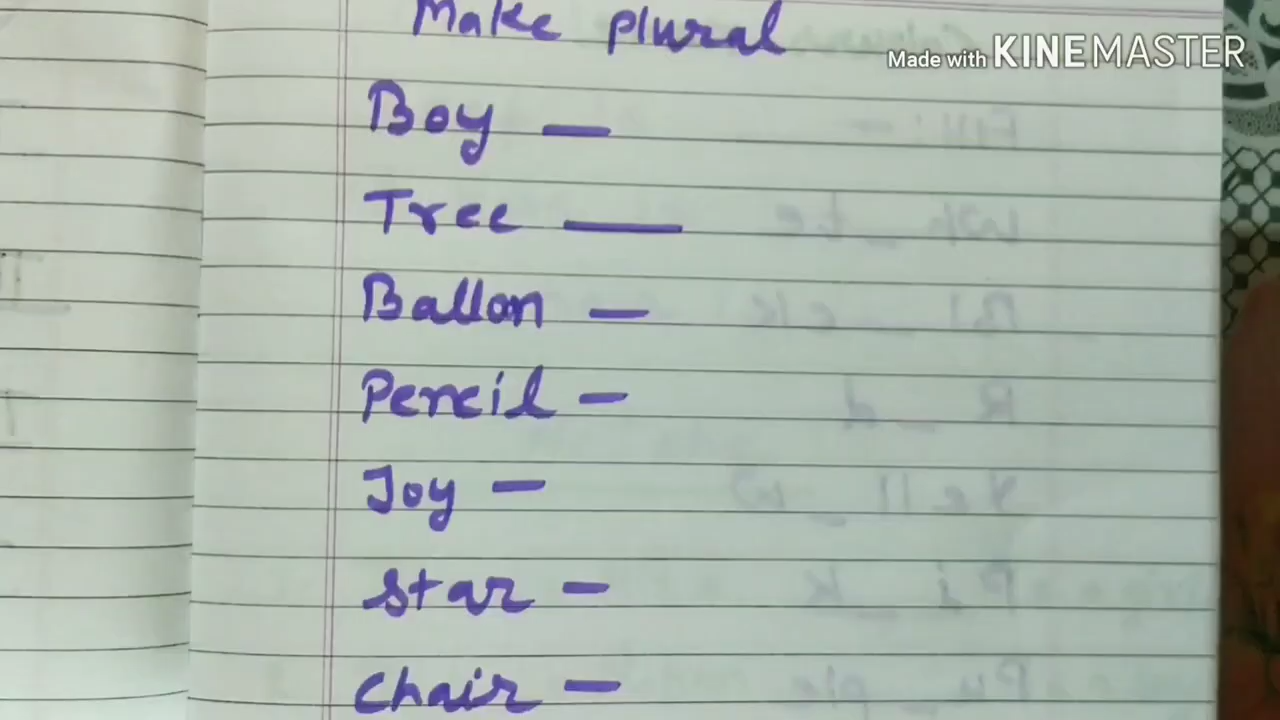 Make plural
Made with KINEMASTER
Boy —
Tree —
Ballon —
Pencil —
Joy —
Star —
Chair —